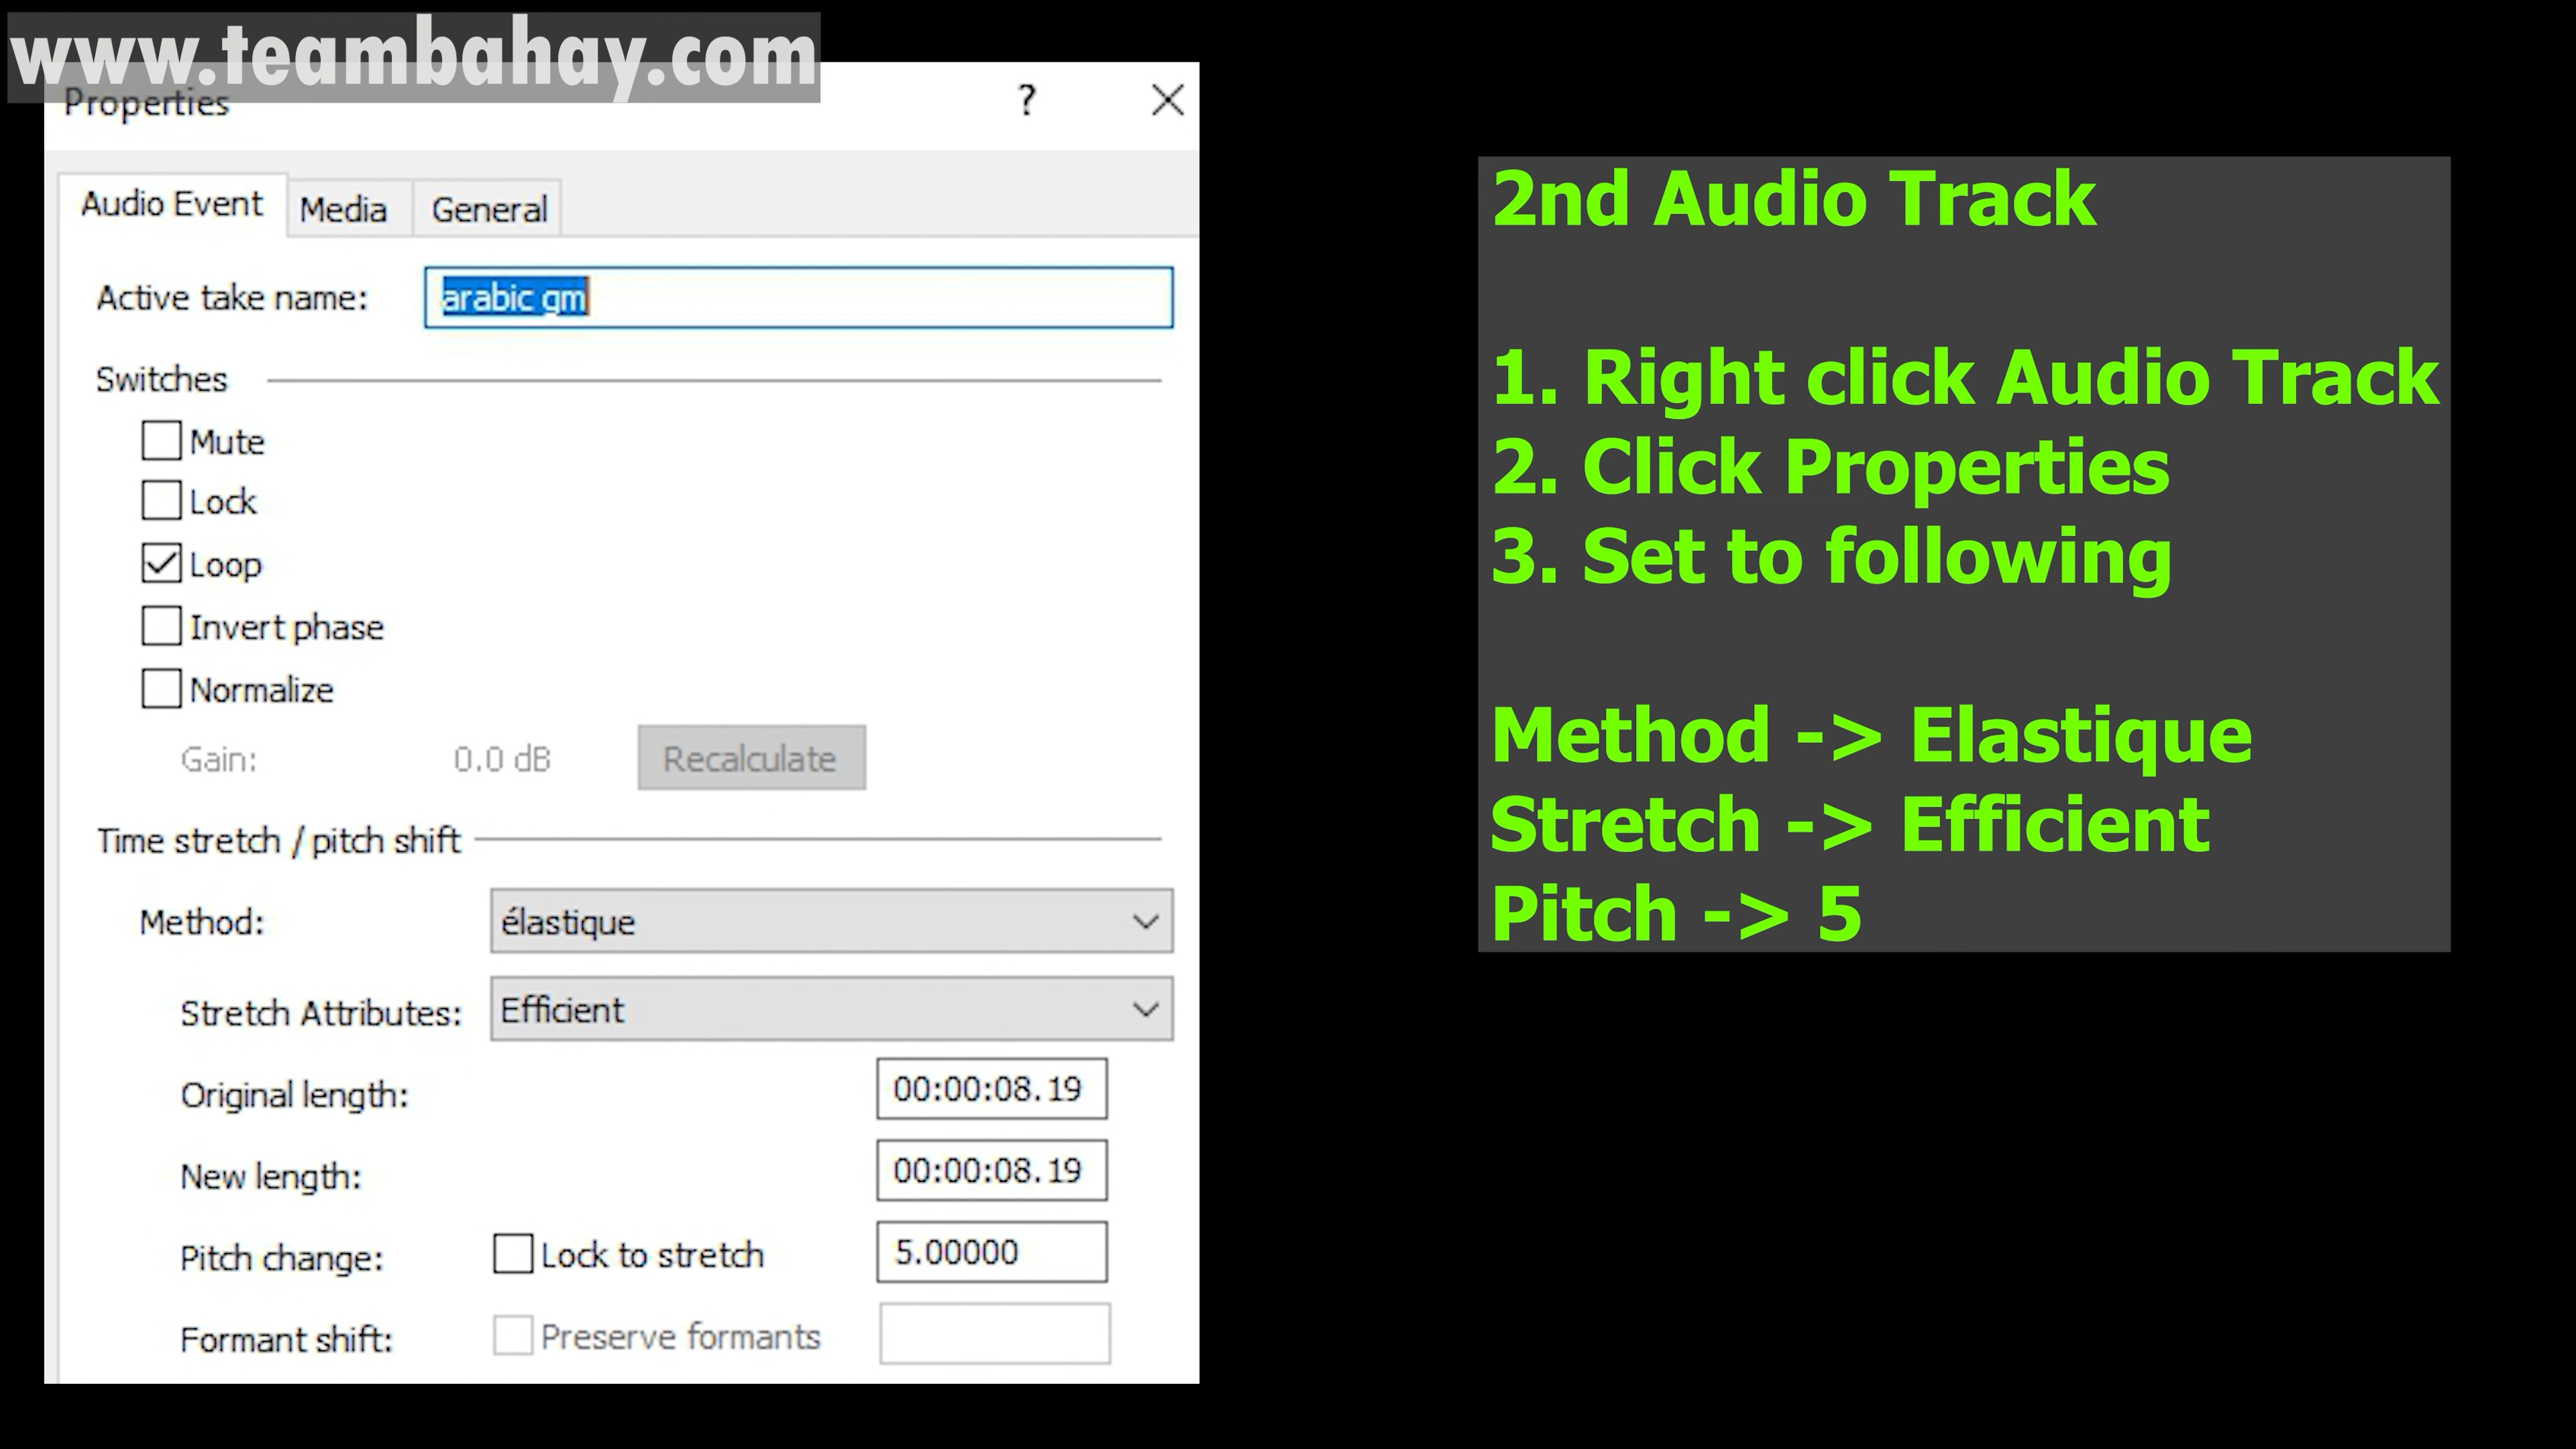 www.teambahay.com
Properties
Audio Event Media General
Active take name: arabic gm
Switches
Mute
Lock
Loop
Invert phase
Normalize
Gain: 0.0 dB Recalculate
Time stretch / pitch shift
Method: élastique
Stretch Attributes: Efficient
Original length: 00:00:08.19
New length: 00:00:08.19
Pitch change: Lock to stretch 5.00000
Formant shift: Preserve formants
2nd Audio Track
1. Right click Audio Track
2. Click Properties
3. Set to following
Method -> Elastique
Stretch -> Efficient
Pitch -> 5